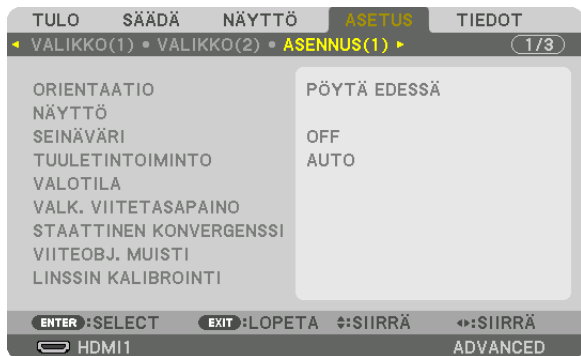 TULO SÄÄDÄ NÄYTTÖ ASETUS TIEDOT
◂ VALIKKO(1) • VALIKKO(2) • ASENNUS(1) ▸ 1/3
ORIENTAATIO PÖYTÄ EDESSÄ
NÄYTTÖ
SEINÄVÄRI OFF
TUULETINTOIMINTO AUTO
VALOTILA
VALK. VIITETASAPAINO
STAATTINEN KONVERGENSSI
VIITEOBJ. MUISTI
LINSSIN KALIBROINTI
ENTER :SELECT EXIT :LOPETA :SIIRRÄ :SIIRRÄ
HDMI1 ADVANCED